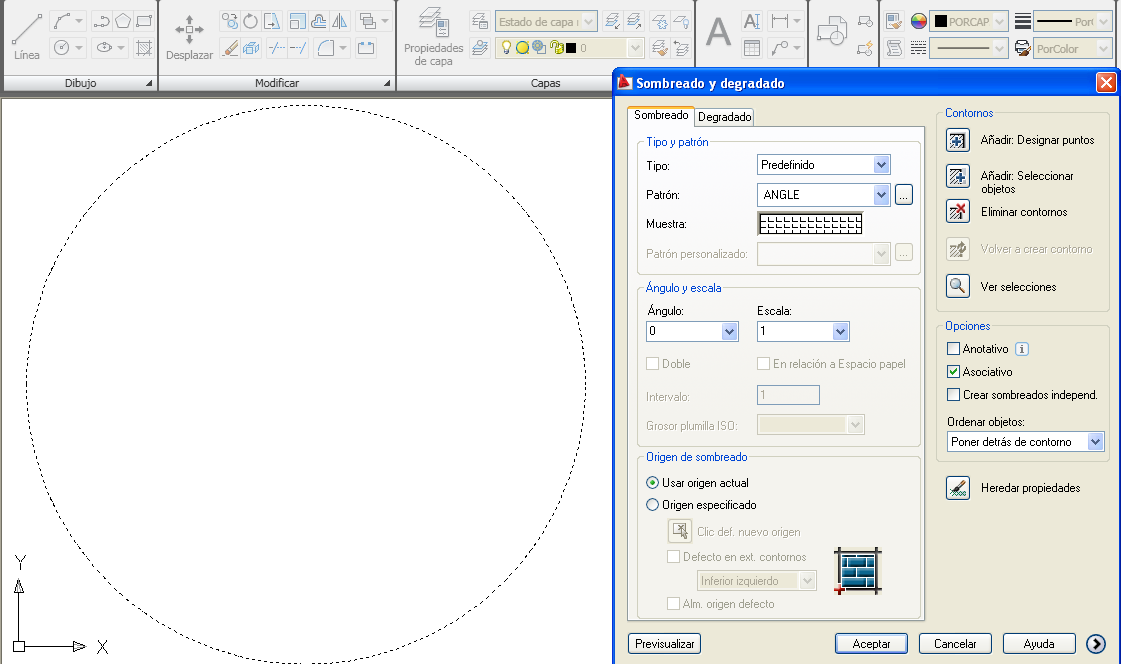 Línea
Desplazar
Propiedades
de capa
Estado de capa
0
A
A
PORCAP
Por
PorColor
Dibujo
Modificar
Capas
Sombreado y degradado
Sombreado
Degradado
Tipo y patrón
Tipo:
Predefinido
Patrón:
ANGLE
...
Muestra:
Patrón personalizado:
...
Ángulo y escala
Ángulo:
Escala:
0
1
Doble
En relación a Espacio papel
Intervalo:
1
Grosor plumilla ISO:
Origen de sombreado
Usar origen actual
Origen especificado
Clic def. nuevo origen
Defecto en ext. contornos
Inferior izquierdo
Alm. origen defecto
Contornos
Añadir: Designar puntos
Añadir: Seleccionar
objetos
Eliminar contornos
Volver a crear contorno
Ver selecciones
Opciones
Anotativo
i
Asociativo
Crear sombreados independ.
Ordenar objetos:
Poner detrás de contorno
Heredar propiedades
Previsualizar
Aceptar
Cancelar
Ayuda
Y
X